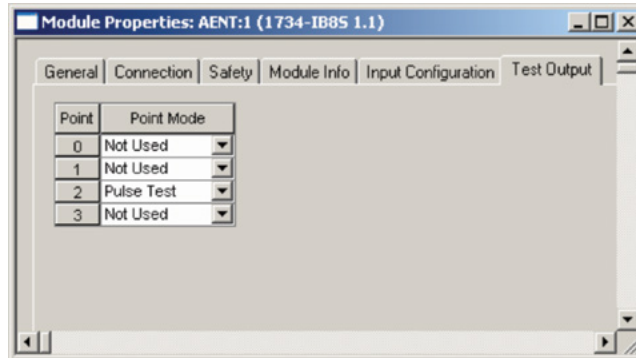 Module Properties: AENT:1 (1734-IB8S 1.1)
General Connection Safety Module Info Input Configuration Test Output
Point Point Mode
0 Not Used
1 Not Used
2 Pulse Test
3 Not Used